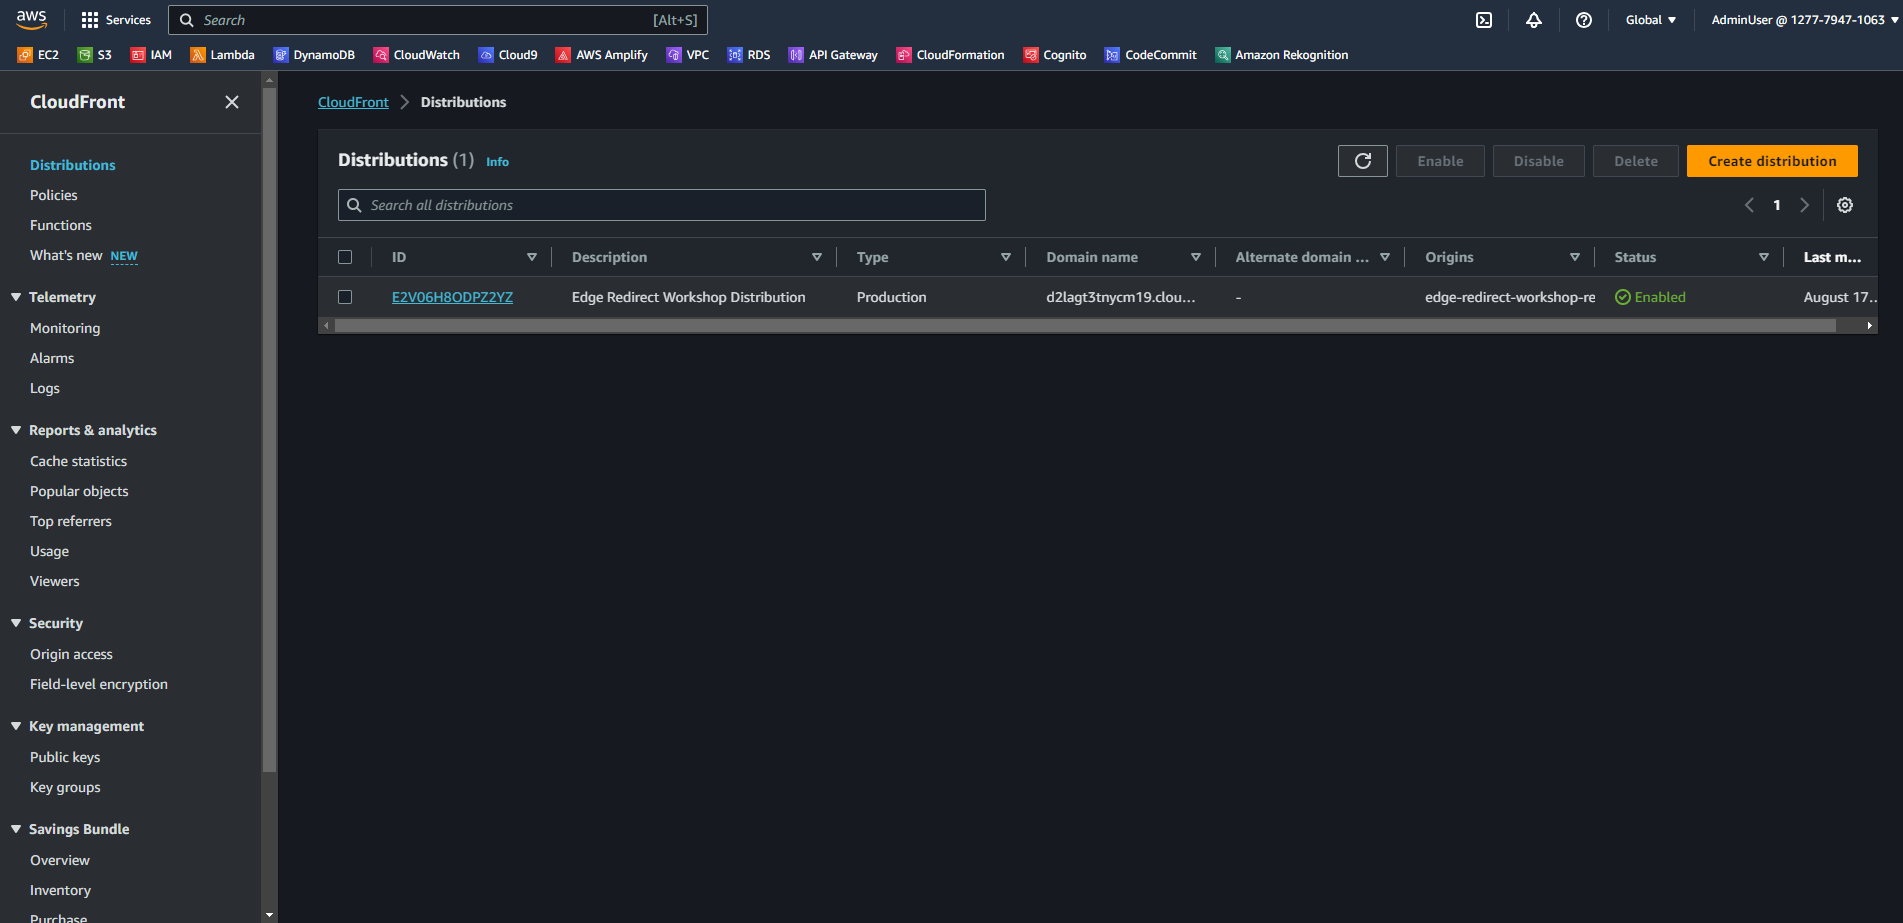 aws Services Search [Alt+S] Global AdminUser @ 1277-7947-1063
EC2 S3 IAM Lambda DynamoDB CloudWatch Cloud9 AWS Amplify VPC RDS API Gateway CloudFormation Cognito CodeCommit Amazon Rekognition
CloudFront
Distributions
Policies
Functions
What's new NEW
Telemetry
Monitoring
Alarms
Logs
Reports & analytics
Cache statistics
Popular objects
Top referrers
Usage
Viewers
Security
Origin access
Field-level encryption
Key management
Public keys
Key groups
Savings Bundle
Overview
Inventory
Purchase
CloudFront Distributions
Distributions (1) Info Enable Disable Delete Create distribution
Search all distributions 1
ID Description Type Domain name Alternate domain ... Origins Status Last m...
E2V06H8ODPZ2YZ Edge Redirect Workshop Distribution Production d2lagt3tnycm19.clou... - edge-redirect-workshop-re Enabled August 17..